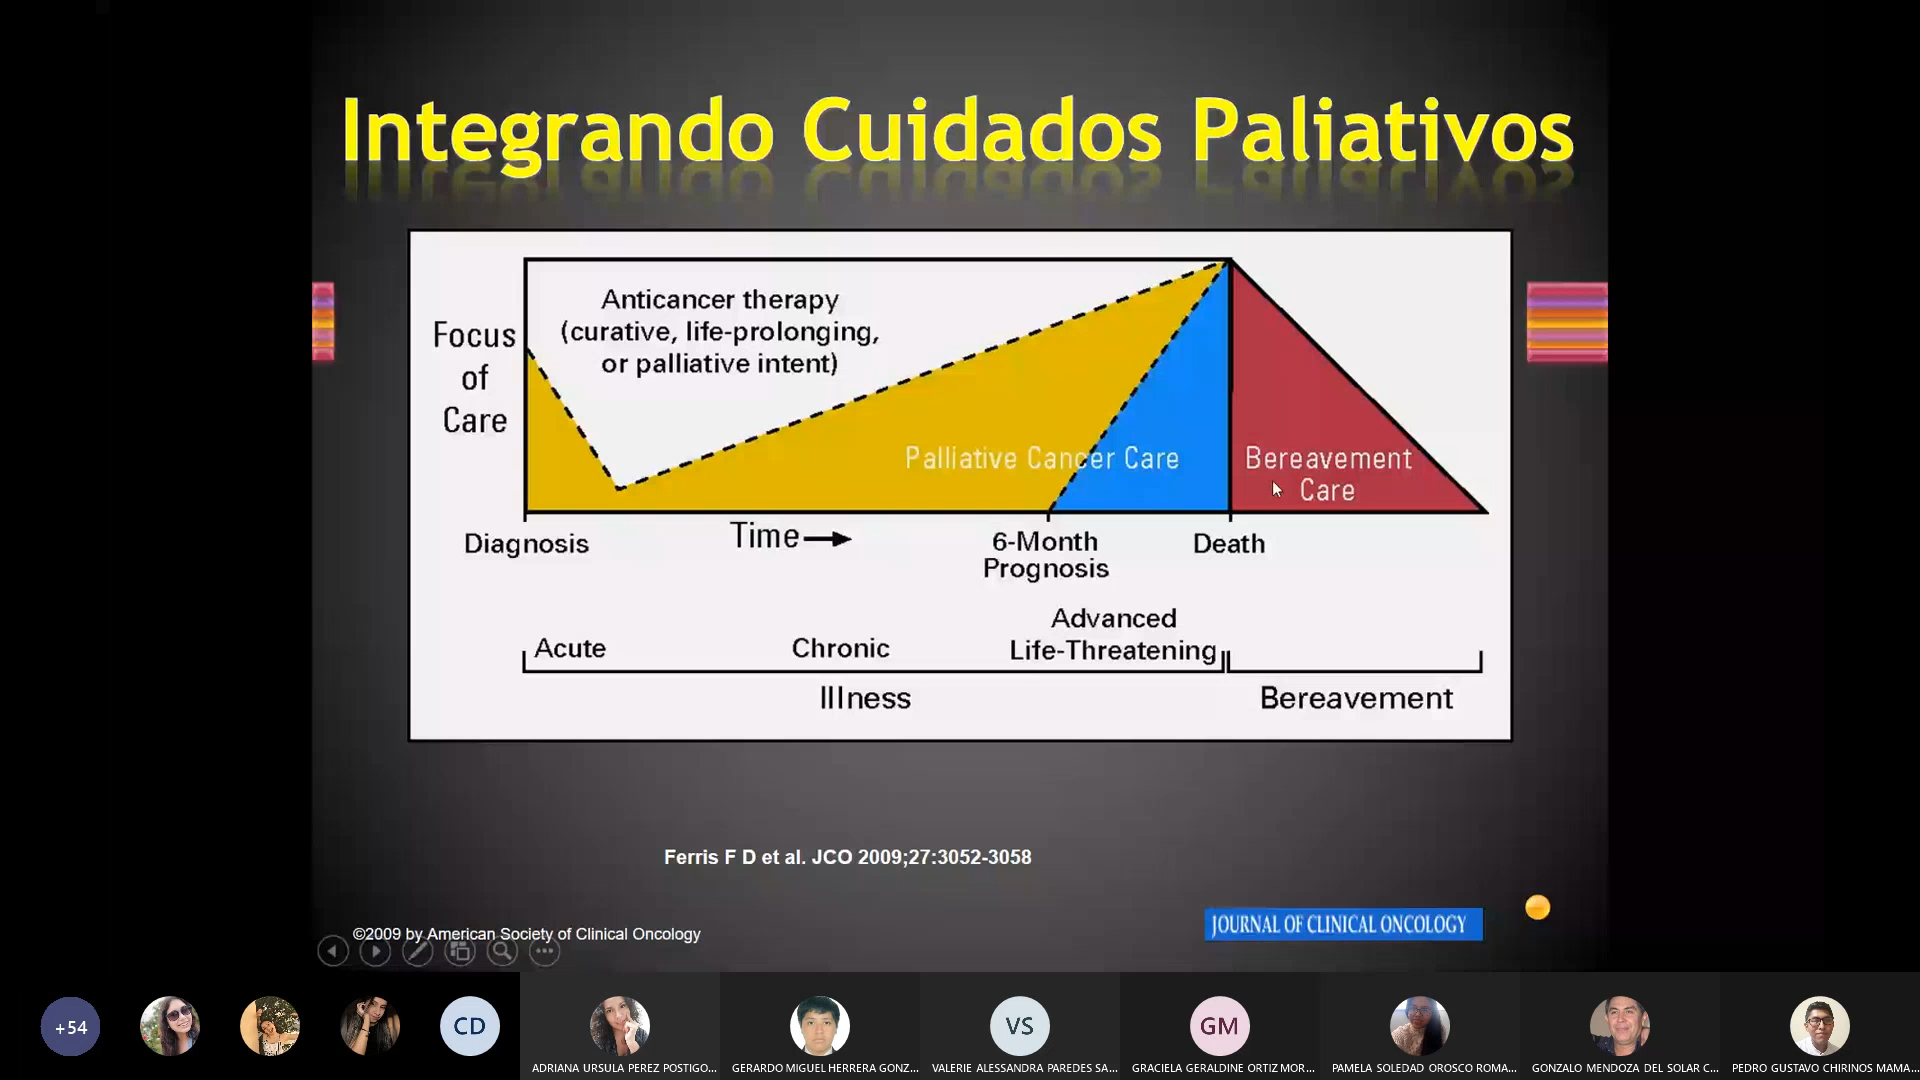 Integrando Cuidados Paliativos
Anticancer therapy
(curative, life-prolonging,
or palliative intent)
Focus
of
Care
Palliative Cancer Care
Bereavement
Care
Diagnosis
Time
6-Month
Prognosis
Death
Acute
Chronic
Advanced
Life-Threatening
Illness
Bereavement
Ferris F D et al. JCO 2009;27:3052-3058
©2009 by American Society of Clinical Oncology
JOURNAL OF CLINICAL ONCOLOGY
+54
CD
VS
GM
ADRIANA URSULA PEREZ POSTIGO...
GERARDO MIGUEL HERRERA GONZ...
VALERIE ALESSANDRA PAREDES SA...
GRACIELA GERALDINE ORTIZ MOR...
PAMELA SOLEDAD OROSCO ROMA...
GONZALO MENDOZA DEL SOLAR C...
PEDRO GUSTAVO CHIRINOS MAMA...